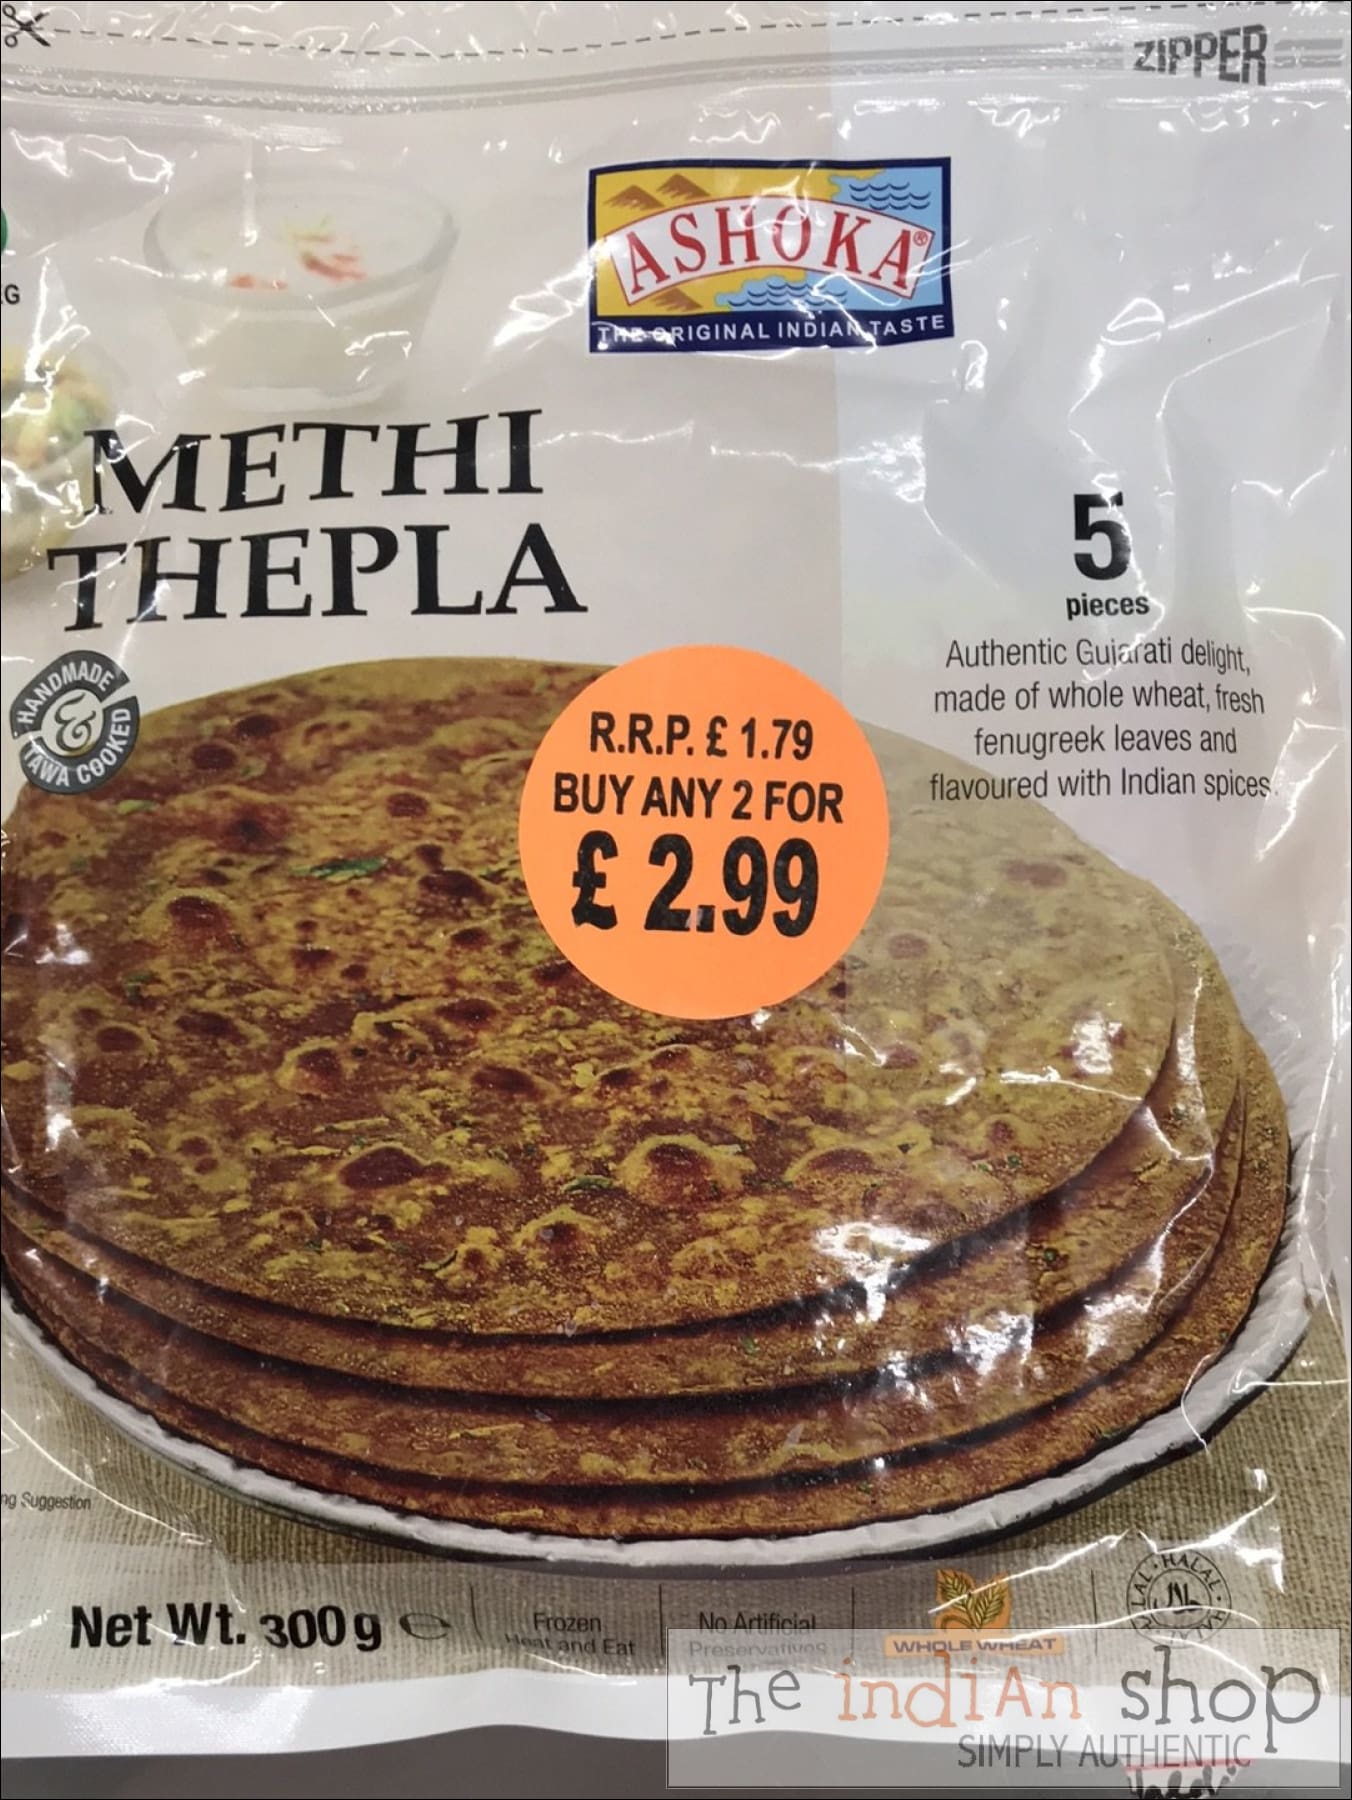 ZIPPER
ASHOKA®
THE ORIGINAL INDIAN TASTE
METHI
THEPLA
HANDMADE
&
TAWA COOKED
5
pieces
Authentic Gujarati delight,
made of whole wheat, fresh
fenugreek leaves and
flavoured with Indian spices.
R.R.P. £ 1.79
BUY ANY 2 FOR
£ 2.99
Suggestion
Net Wt. 300g ℮
Frozen
Heat and Eat
No Artificial
Preservatives
WHOLE WHEAT
HALAL
The indiAn shop
SIMPLY AUTHENTIC